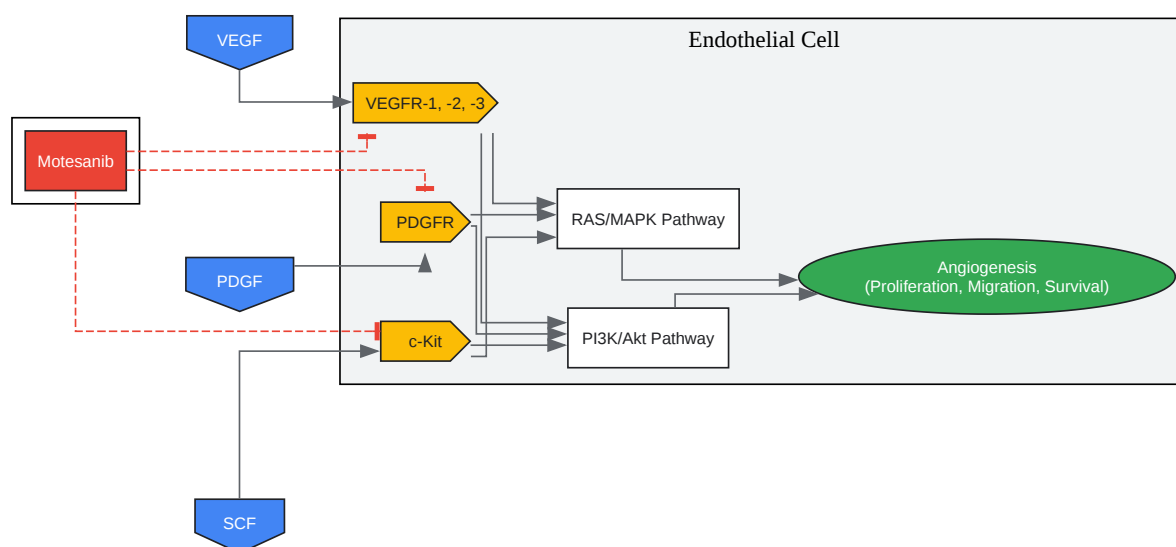 VEGF
Endothelial Cell
VEGFR-1, -2, -3
Motesanib
PDGFR
RAS/MAPK Pathway
PDGF
Angiogenesis
(Proliferation, Migration, Survival)
c-Kit
PI3K/Akt Pathway
SCF